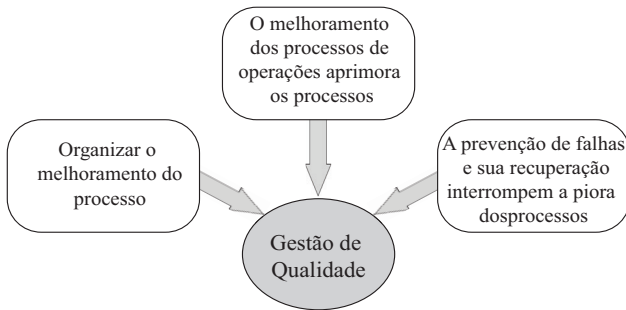 O melhoramento
dos processos de
operações aprimora
os processos
Organizar o
melhoramento do
processo
A prevenção de falhas
e sua recuperação
interrompem a piora
dosprocessos
Gestão de
Qualidade